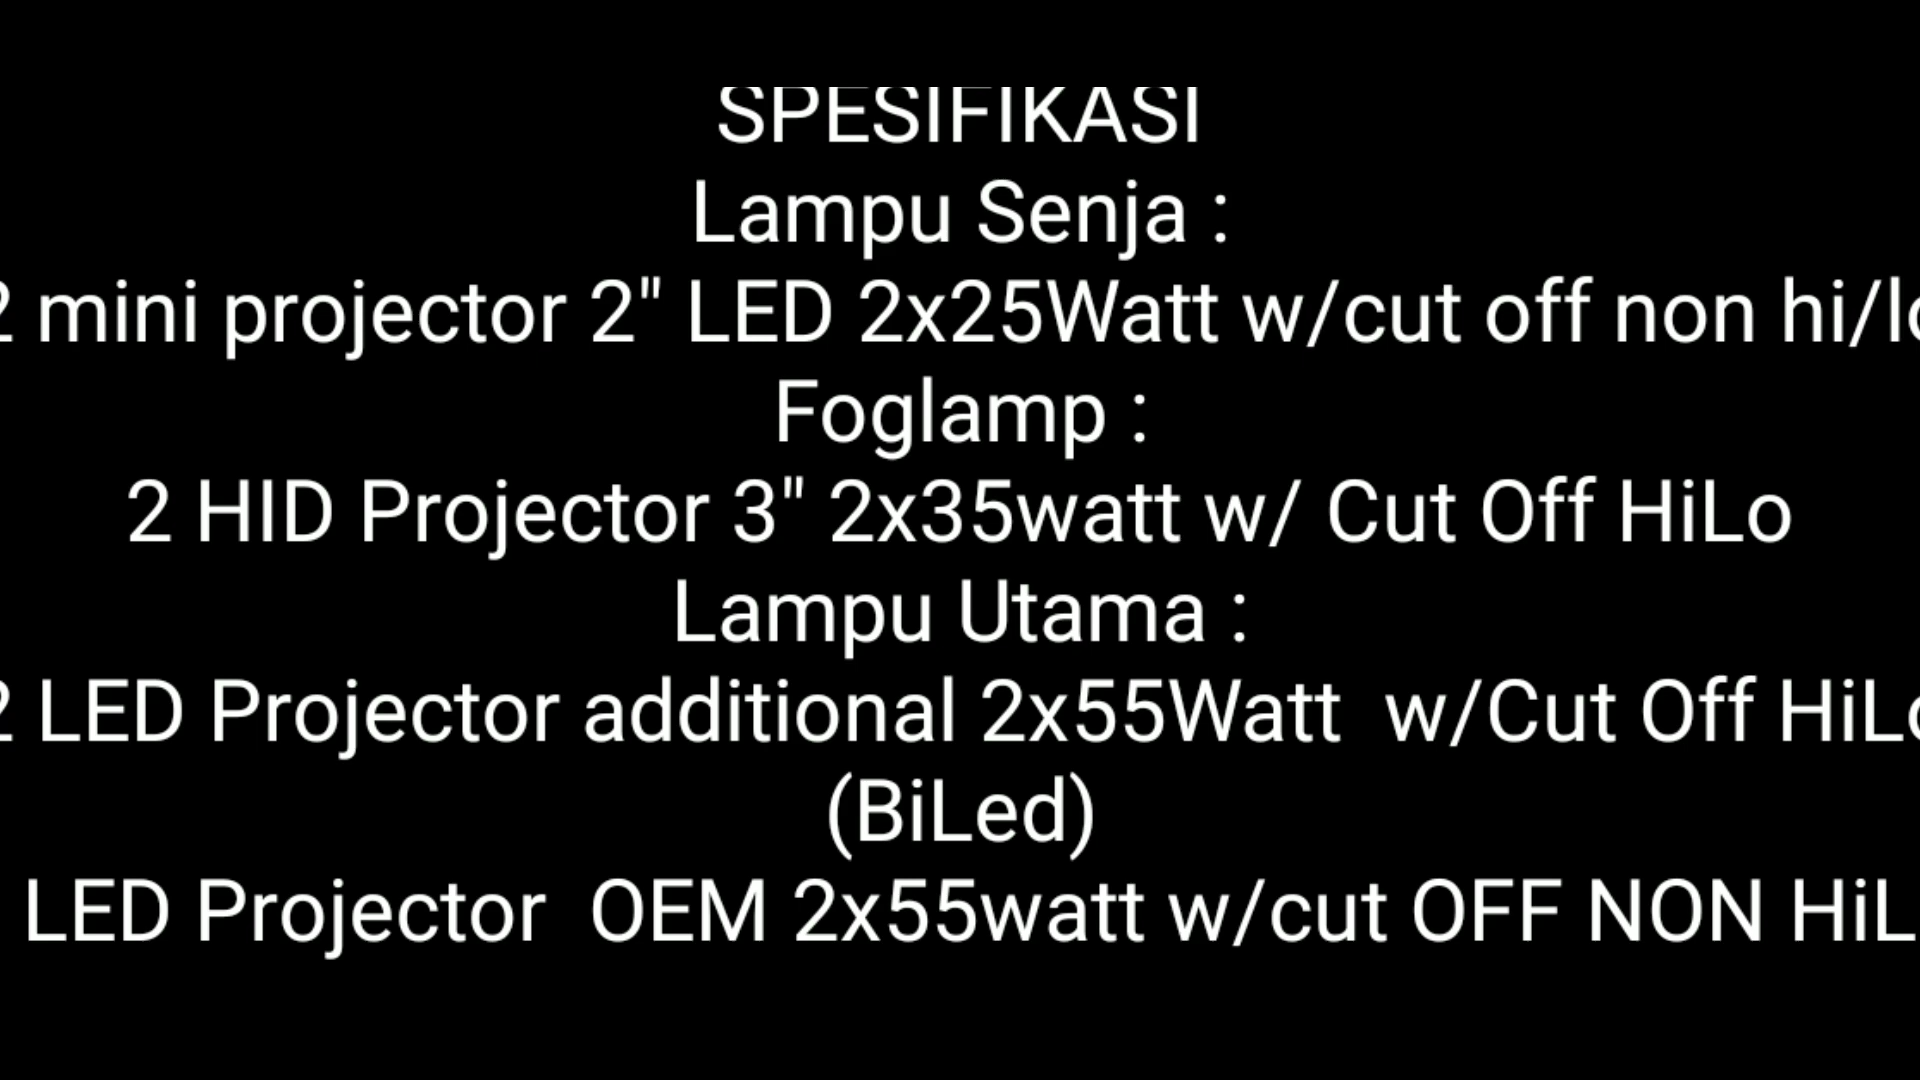 SPESIFIKASI
Lampu Senja :
2 mini projector 2" LED 2x25Watt w/cut off non hi/lo
Foglamp :
2 HID Projector 3" 2x35watt w/ Cut Off HiLo
Lampu Utama :
2 LED Projector additional 2x55Watt w/Cut Off HiLo
(BiLed)
LED Projector OEM 2x55watt w/cut OFF NON HiL